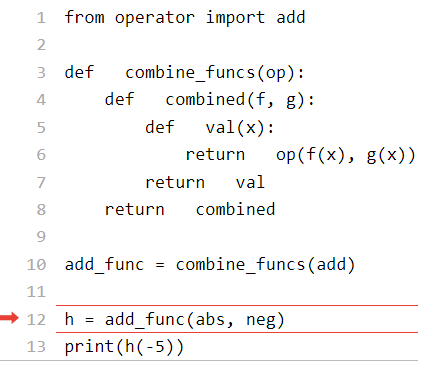 1 from operator import add
2
3 def   combine_funcs(op):
4     def   combined(f, g):
5         def   val(x):
6             return   op(f(x), g(x))
7         return   val
8     return   combined
9
10 add_func = combine_funcs(add)
11
12 h = add_func(abs, neg)
13 print(h(-5))